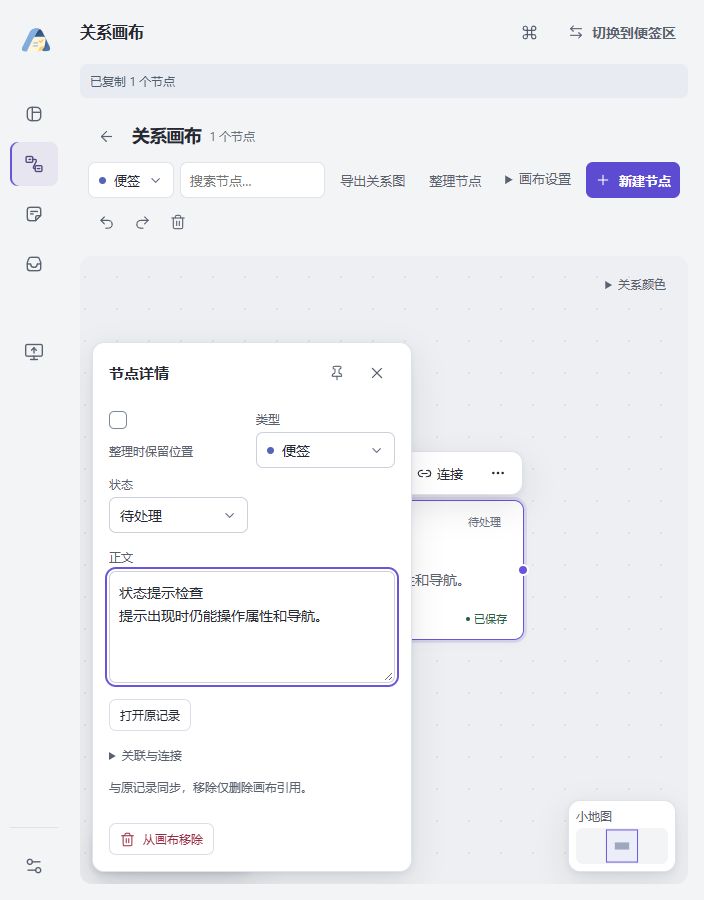 关系画布
切换到便签区
已复制 1 个节点
关系画布 1 个节点
便签
搜索节点...
导出关系图
整理节点
画布设置
新建节点
关系颜色
节点详情
类型
整理时保留位置
便签
状态
待处理
正文
状态提示检查
提示出现时仍能操作属性和导航。
打开原记录
关联与连接
与原记录同步，移除仅删除画布引用。
从画布移除
连接
待处理
和导航。
已保存
小地图